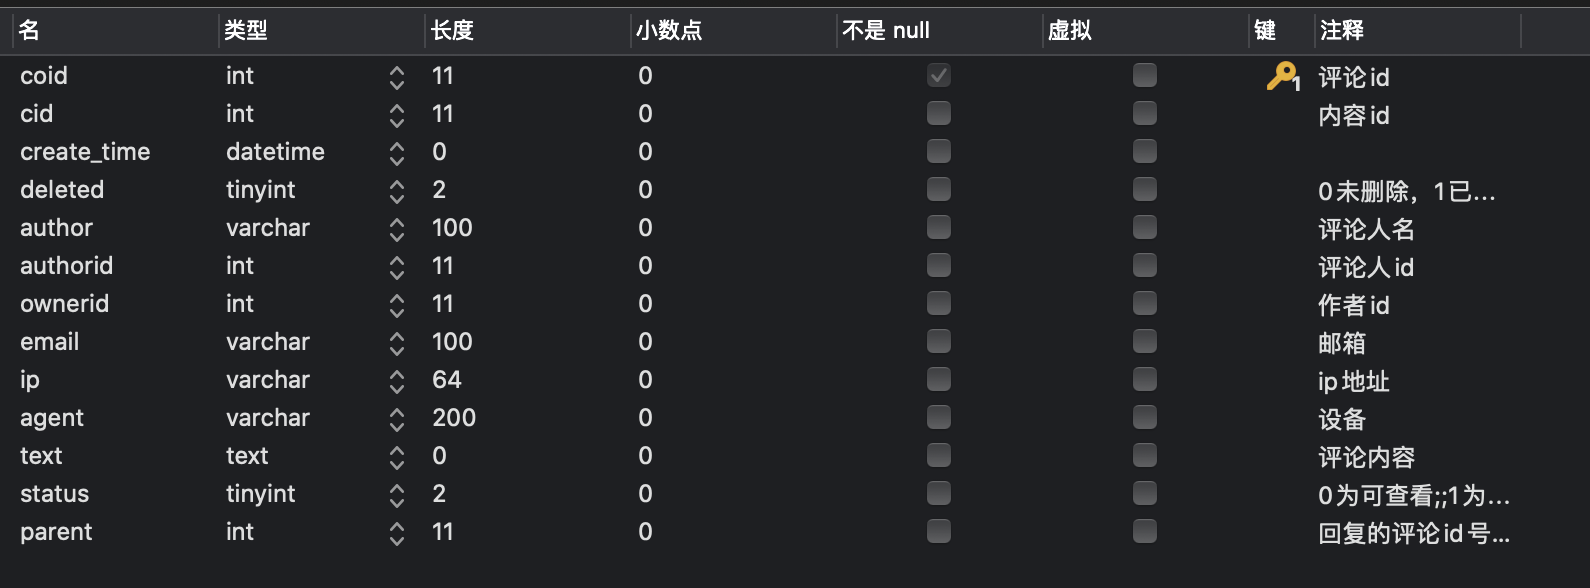 名 类型 长度 小数点 不是 null 虚拟 键 注释
coid int 11 0 1 评论id
cid int 11 0 内容id
create_time datetime 0 0
deleted tinyint 2 0 0未删除，1已...
author varchar 100 0 评论人名
authorid int 11 0 评论人id
ownerid int 11 0 作者id
email varchar 100 0 邮箱
ip varchar 64 0 ip地址
agent varchar 200 0 设备
text text 0 0 评论内容
status tinyint 2 0 0为可查看;;1为...
parent int 11 0 回复的评论id号...